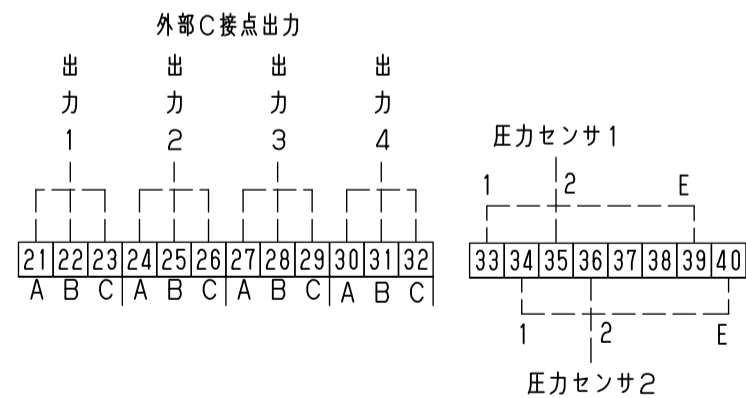 外部C接点出力
出力1 出力2 出力3 出力4
21 22 23 24 25 26 27 28 29 30 31 32
A B C A B C A B C A B C
圧力センサ1
1 2 E
33 34 35 36 37 38 39 40
1 2 E
圧力センサ2